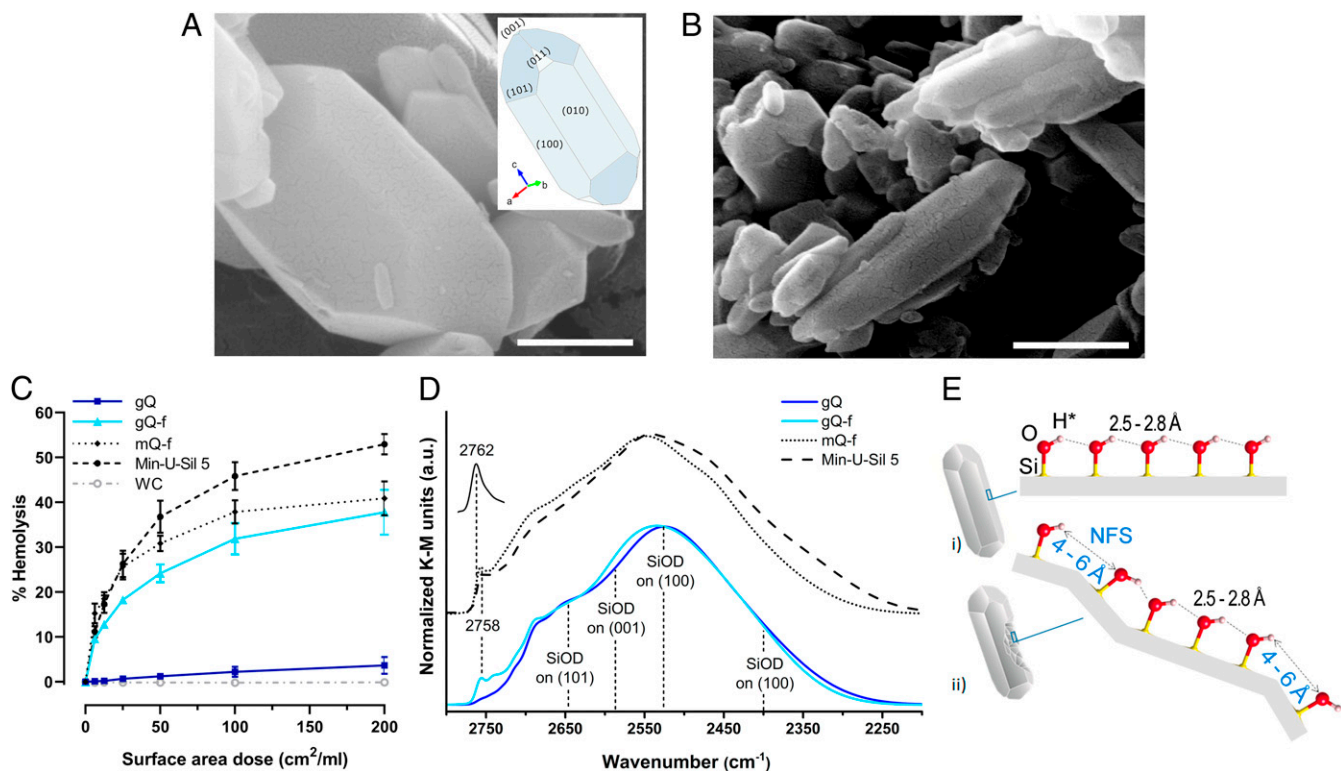 A
(001)
(011)
(101)
(010)
(100)
c
b
a
B
C
gQ
gQ-f
mQ-f
Min-U-Sil 5
WC
% Hemolysis
60
50
40
30
20
10
0
0
50
100
150
200
Surface area dose (cm²/ml)
D
gQ
gQ-f
mQ-f
Min-U-Sil 5
Normalized K-M units (a.u.)
2762
2758
SiOD
on (101)
SiOD
on (001)
SiOD
on (100)
SiOD
on (100)
2750
2650
2550
2450
2350
2250
Wavenumber (cm⁻¹)
E
O
H*
2.5 - 2.8 Å
Si
i)
NFS
4 - 6 Å
2.5 - 2.8 Å
4 - 6 Å
ii)